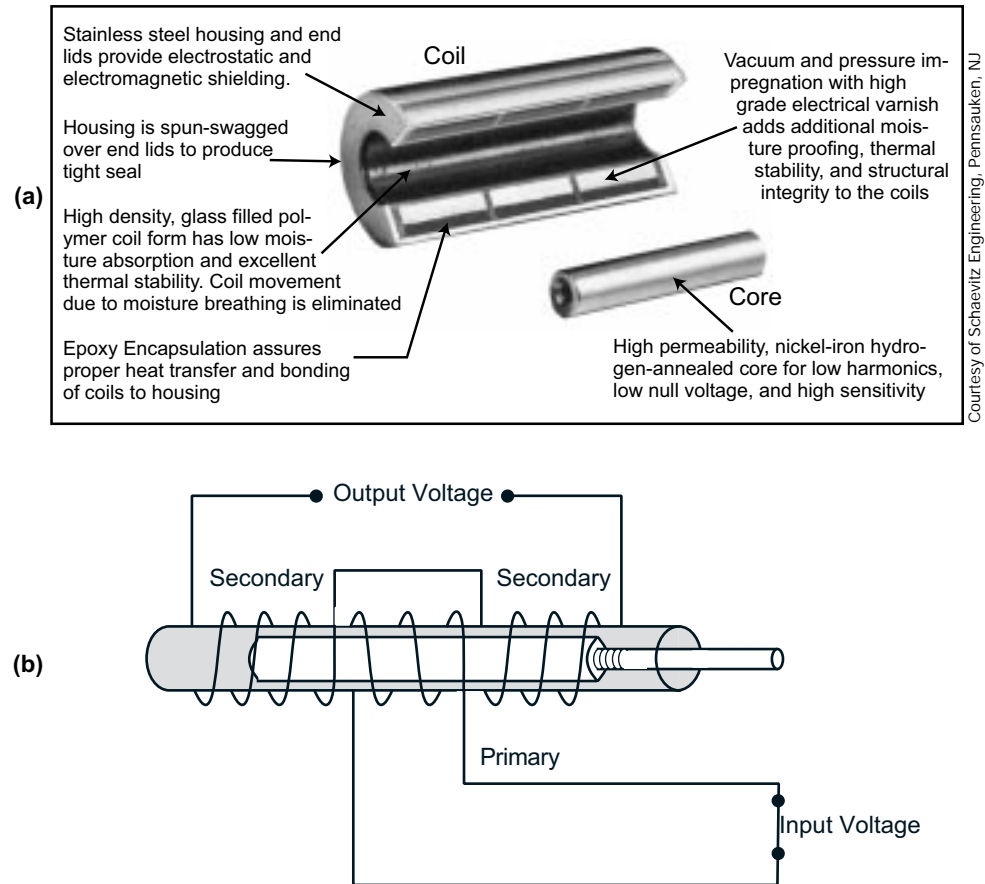 (a)
Stainless steel housing and end
lids provide electrostatic and
electromagnetic shielding.
Coil
Vacuum and pressure im-
pregnation with high
grade electrical varnish
adds additional mois-
ture proofing, thermal
stability, and structural
integrity to the coils
Housing is spun-swagged
over end lids to produce
tight seal
High density, glass filled pol-
ymer coil form has low mois-
ture absorption and excellent
thermal stability. Coil movement
due to moisture breathing is eliminated
Core
Epoxy Encapsulation assures
proper heat transfer and bonding
of coils to housing
High permeability, nickel-iron hydro-
gen-annealed core for low harmonics,
low null voltage, and high sensitivity
Courtesy of Schaevitz Engineering, Pennsauken, NJ
(b)
Output Voltage
Secondary
Secondary
Primary
Input Voltage